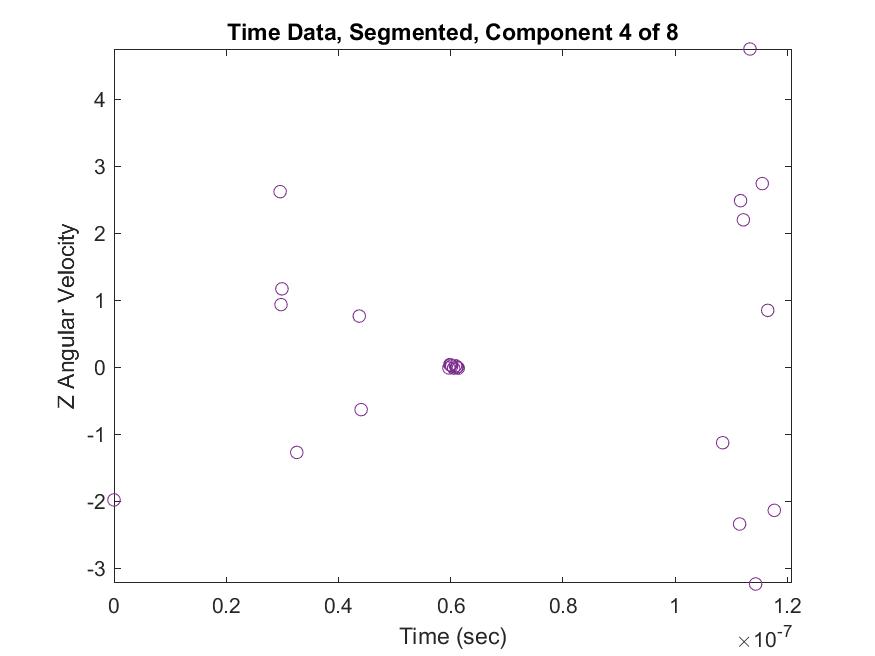 Time Data, Segmented, Component 4 of 8
4
3
2
1
0
-1
-2
-3
Z Angular Velocity
0 0.2 0.4 0.6 0.8 1 1.2
Time (sec)
×10⁻⁷